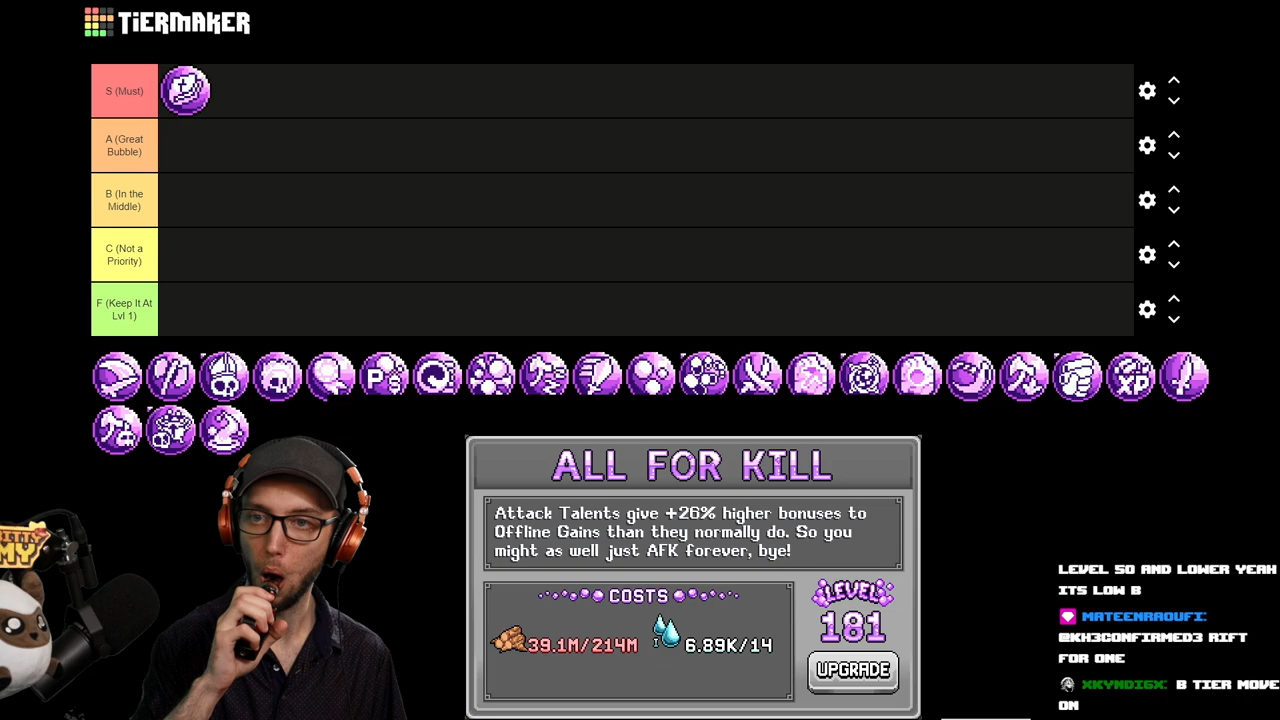 TIERMAKER
S (Must)
A (Great
Bubble)
B (In the
Middle)
C (Not a
Priority)
F (Keep It At
Lvl 1)
PS
XP
ALL FOR KILL
Attack Talents give +26% higher bonuses to
Offline Gains than they normally do. So you
might as well just AFK forever, bye!
COSTS
39.1M/214M
6.89K/14
LEVEL
181
UPGRADE
MY
LEVEL 50 AND LOWER YEAH
ITS LOW B
MATEENRAOUFI:
@KH3CONFIRMED3 RIFT
FOR ONE
XKYNDIGX: B TIER MOVE
ON